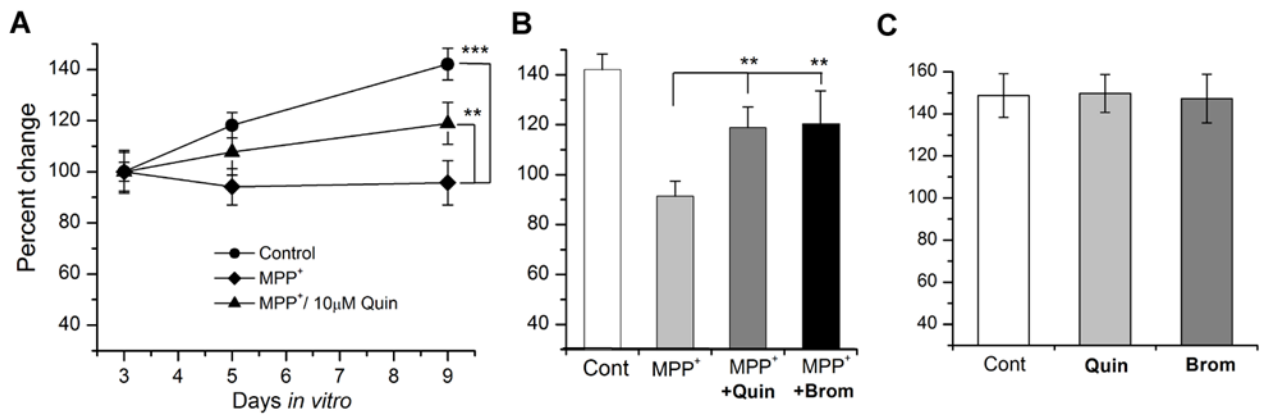 A
Percent change
140
120
100
80
60
40
***
**
Control
MPP⁺
MPP⁺/ 10µM Quin
3 4 5 6 7 8 9
Days in vitro
B
140
120
100
80
60
40
** **
Cont MPP⁺ MPP⁺ MPP⁺
+Quin +Brom
C
160
140
120
100
80
60
40
Cont Quin Brom